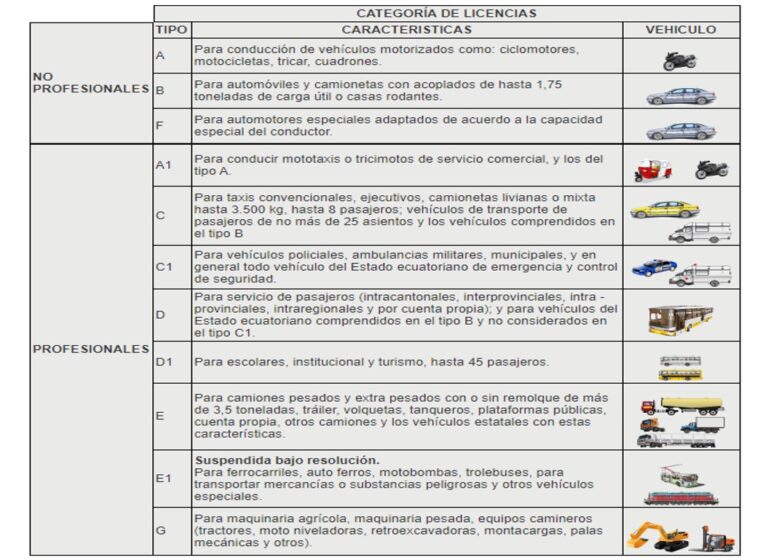 CATEGORÍA DE LICENCIAS
TIPO CARACTERISTICAS VEHICULO
NO PROFESIONALES
A
Para conducción de vehículos motorizados como: ciclomotores,
motocicletas, tricar, cuadrones.
B
Para automóviles y camionetas con acoplados de hasta 1,75
toneladas de carga útil o casas rodantes.
F
Para automotores especiales adaptados de acuerdo a la capacidad
especial del conductor.
PROFESIONALES
A1
Para conducir mototaxis o tricimotos de servicio comercial, y los del
tipo A.
C
Para taxis convencionales, ejecutivos, camionetas livianas o mixta
hasta 3.500 kg, hasta 8 pasajeros; vehículos de transporte de
pasajeros de no más de 25 asientos y los vehículos comprendidos en
el tipo B
C1
Para vehículos policiales, ambulancias militares, municipales, y en
general todo vehículo del Estado ecuatoriano de emergencia y control
de seguridad.
D
Para servicio de pasajeros (intracantonales, interprovinciales, intra -
provinciales, intraregionales y por cuenta propia); y para vehículos del
Estado ecuatoriano comprendidos en el tipo B y no considerados en
el tipo C1.
D1
Para escolares, institucional y turismo, hasta 45 pasajeros.
E
Para camiones pesados y extra pesados con o sin remolque de más
de 3,5 toneladas, tráiler, volquetas, tanqueros, plataformas públicas,
cuenta propia, otros camiones y los vehículos estatales con estas
características.
E1
Suspendida bajo resolución.
Para ferrocarriles, auto ferros, motobombas, trolebuses, para
transportar mercancías o substancias peligrosas y otros vehículos
especiales.
G
Para maquinaria agrícola, maquinaria pesada, equipos camineros
(tractores, moto niveladoras, retroexcavadoras, montacargas, palas
mecánicas y otros).